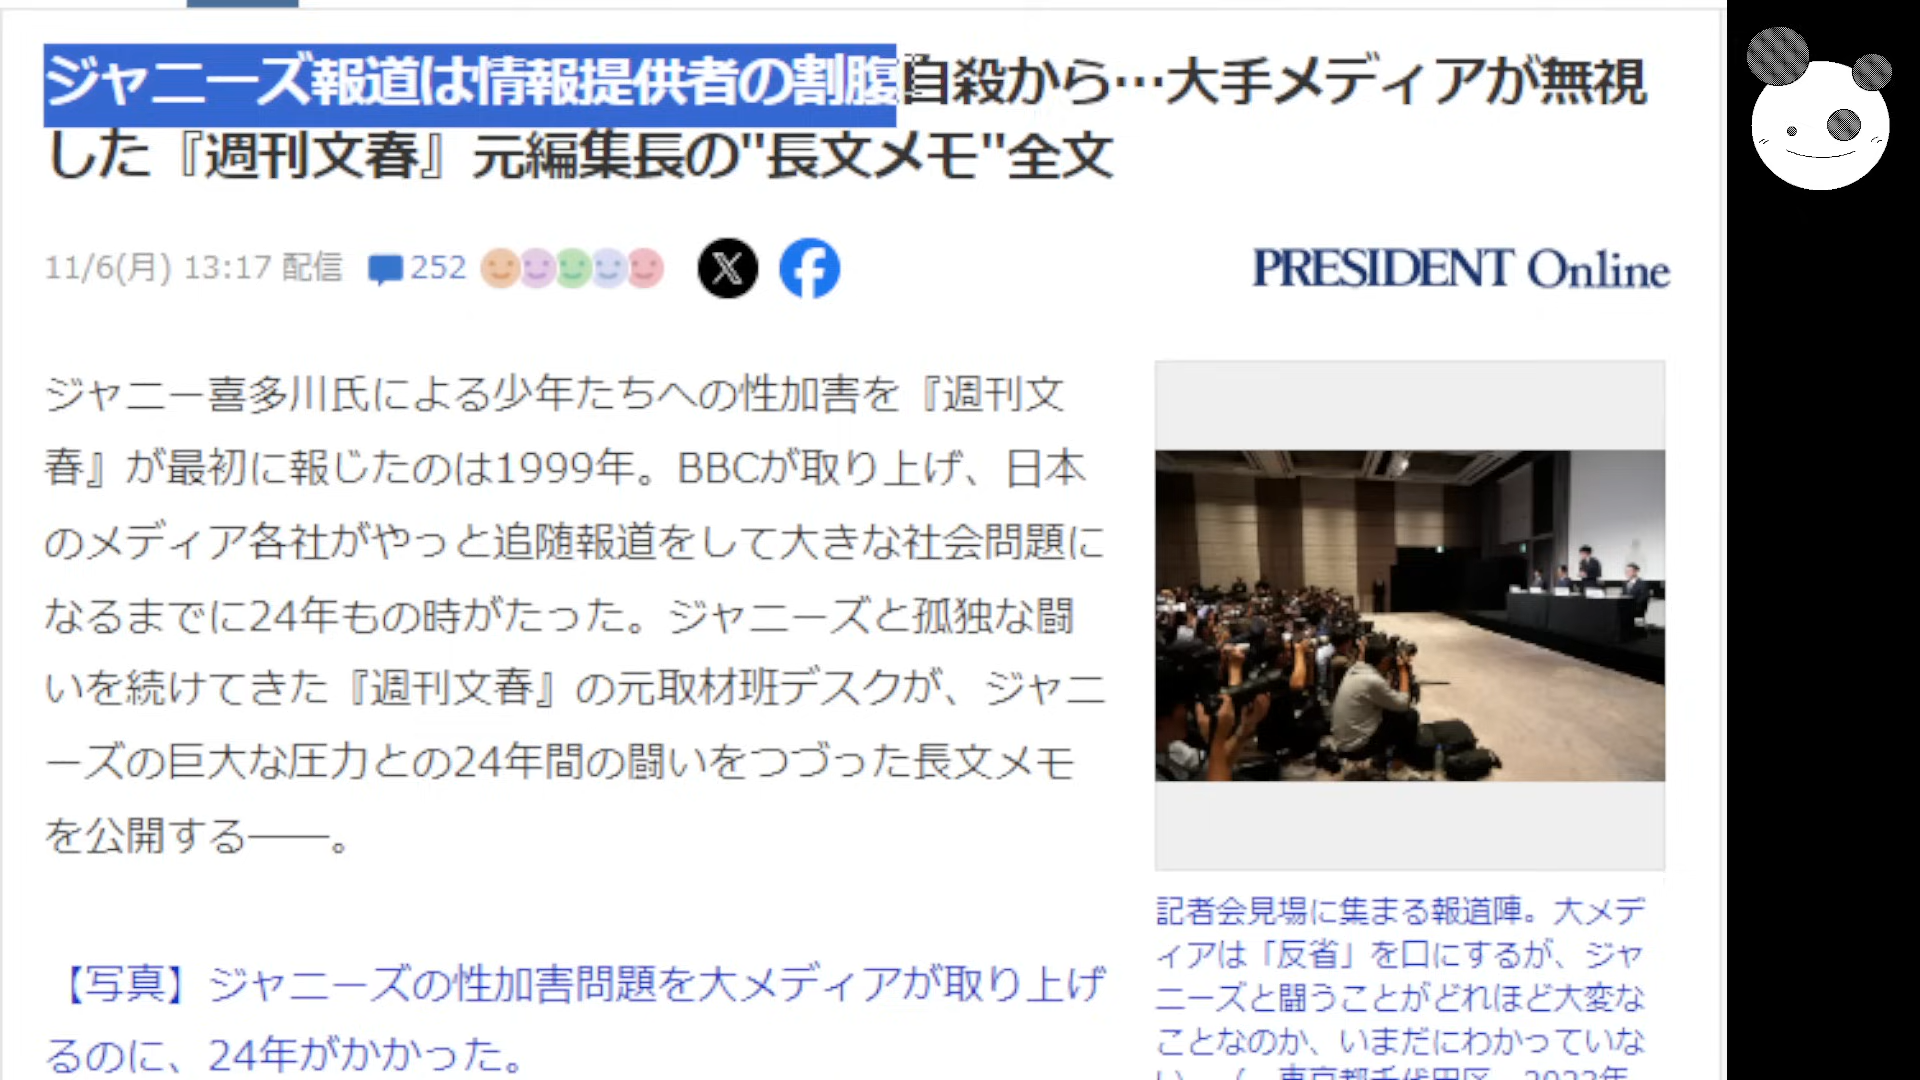 ジャニーズ報道は情報提供者の割腹自殺から…大手メディアが無視
した『週刊文春』元編集長の"長文メモ"全文
11/6(月) 13:17 配信 252
PRESIDENT Online
ジャニー喜多川氏による少年たちへの性加害を『週刊文
春』が最初に報じたのは1999年。BBCが取り上げ、日本
のメディア各社がやっと追随報道をして大きな社会問題に
なるまでに24年もの時がたった。ジャニーズと孤独な闘
いを続けてきた『週刊文春』の元取材班デスクが、ジャニ
ーズの巨大な圧力との24年間の闘いをつづった長文メモ
を公開する――。
【写真】ジャニーズの性加害問題を大メディアが取り上げ
るのに、24年がかかった。
記者会見場に集まる報道陣。大メデ
ィアは「反省」を口にするが、ジャ
ニーズと闘うことがどれほど大変な
ことなのか、いまだにわかっていな
い。（
東京都千代田区
2023年